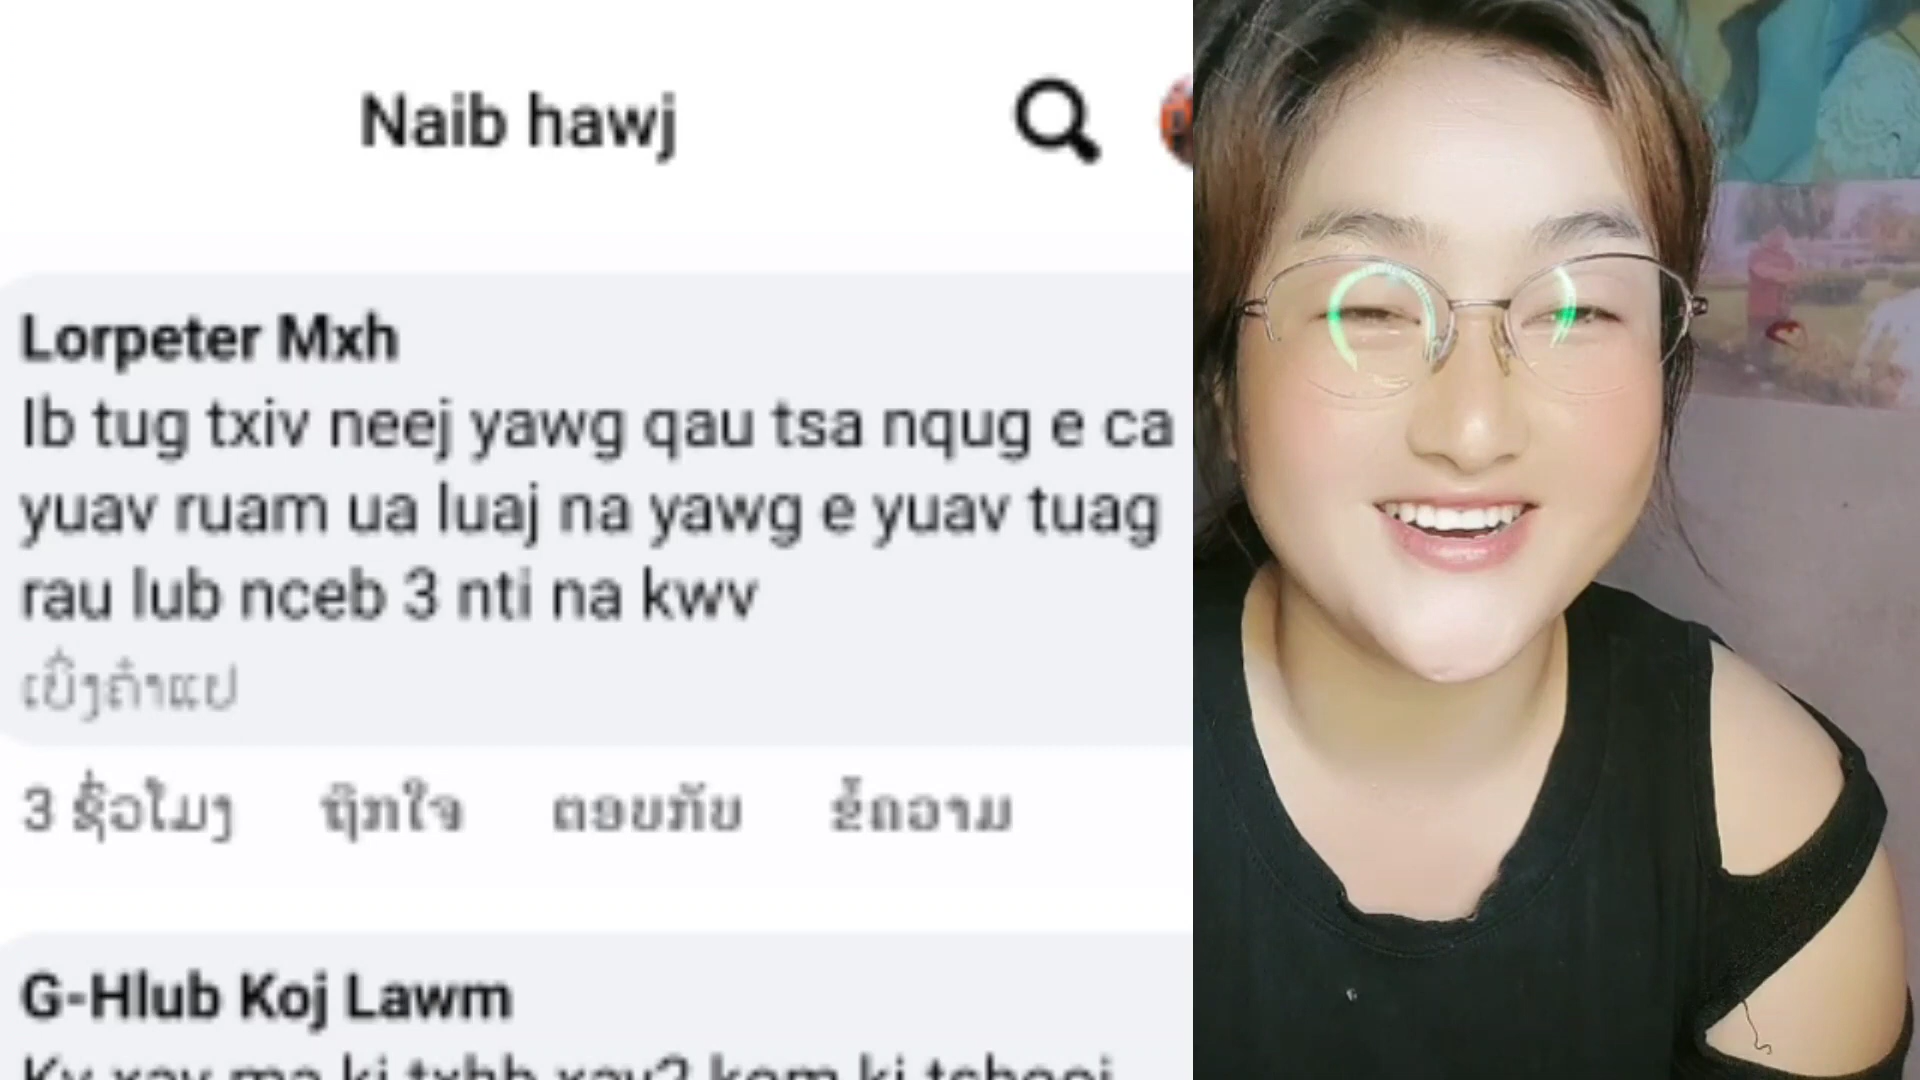 Naib hawj
Lorpeter Mxh
Ib tug txiv neej yawg qau tsa nqug e ca
yuav ruam ua luaj na yawg e yuav tuag
rau lub nceb 3 nti na kwv
ເບິ່ງຄຳແປ
3 ຊົ່ວໂມງ ຖືກໃຈ ຕອບກັບ ຂໍ້ຄວາມ
G-Hlub Koj Lawm